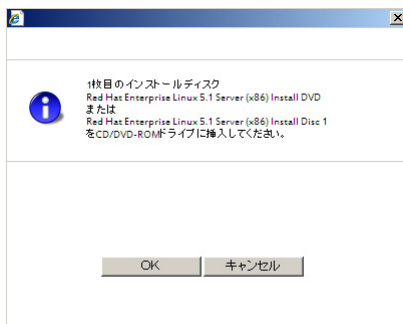 1枚目のインストールディスク
Red Hat Enterprise Linux 5.1 Server (x86) Install DVD
または
Red Hat Enterprise Linux 5.1 Server (x86) Install Disc 1
をCD/DVD-ROMドライブに挿入してください。
OK キャンセル